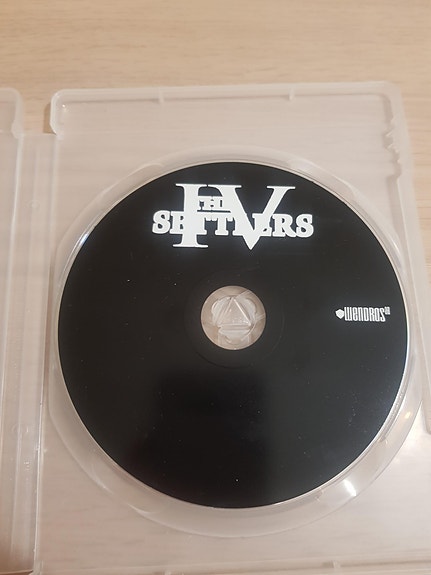 THE
SETTLERS
IV
WENDROS